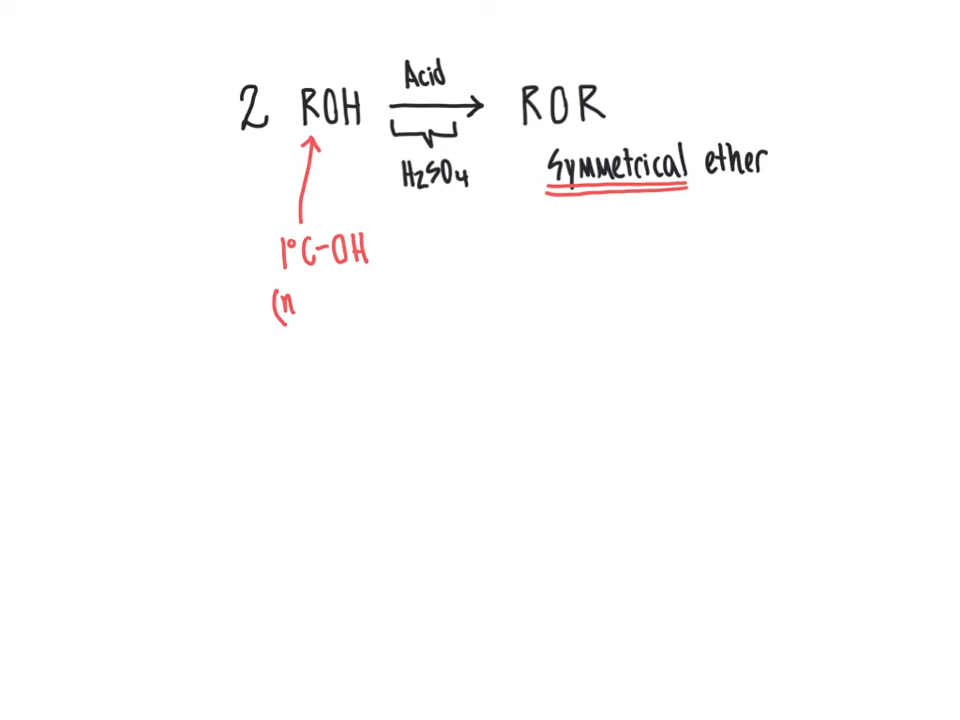 Acid
2 ROH → ROR
H₂SO₄
Symmetrical ether
1° C-OH
(n